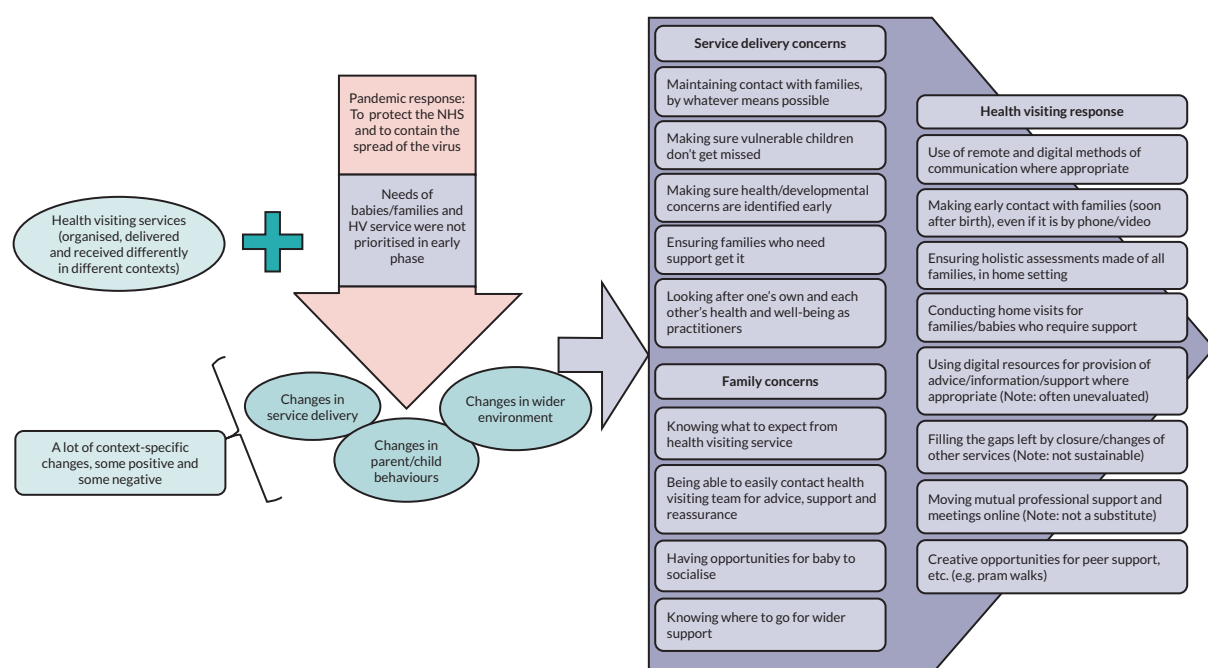 Health visiting services
(organised, delivered
and received differently
in different contexts)
Pandemic response:
To protect the NHS
and to contain the
spread of the virus
Needs of
babies/families and
HV service were not
prioritised in early
phase
A lot of context-specific
changes, some positive and
some negative
Changes in
service delivery
Changes in
parent/child
behaviours
Changes in wider
environment
Service delivery concerns
Maintaining contact with families,
by whatever means possible
Making sure vulnerable children
don't get missed
Making sure health/developmental
concerns are identified early
Ensuring families who need
support get it
Looking after one's own and each
other's health and well-being as
practitioners
Family concerns
Knowing what to expect from
health visiting service
Being able to easily contact health
visiting team for advice, support and
reassurance
Having opportunities for baby to
socialise
Knowing where to go for wider
support
Health visiting response
Use of remote and digital methods of
communication where appropriate
Making early contact with families (soon
after birth), even if it is by phone/video
Ensuring holistic assessments made of all
families, in home setting
Conducting home visits for
families/babies who require support
Using digital resources for provision of
advice/information/support where
appropriate (Note: often unevaluated)
Filling the gaps left by closure/changes of
other services (Note: not sustainable)
Moving mutual professional support and
meetings online (Note: not a substitute)
Creative opportunities for peer support,
etc. (e.g. pram walks)